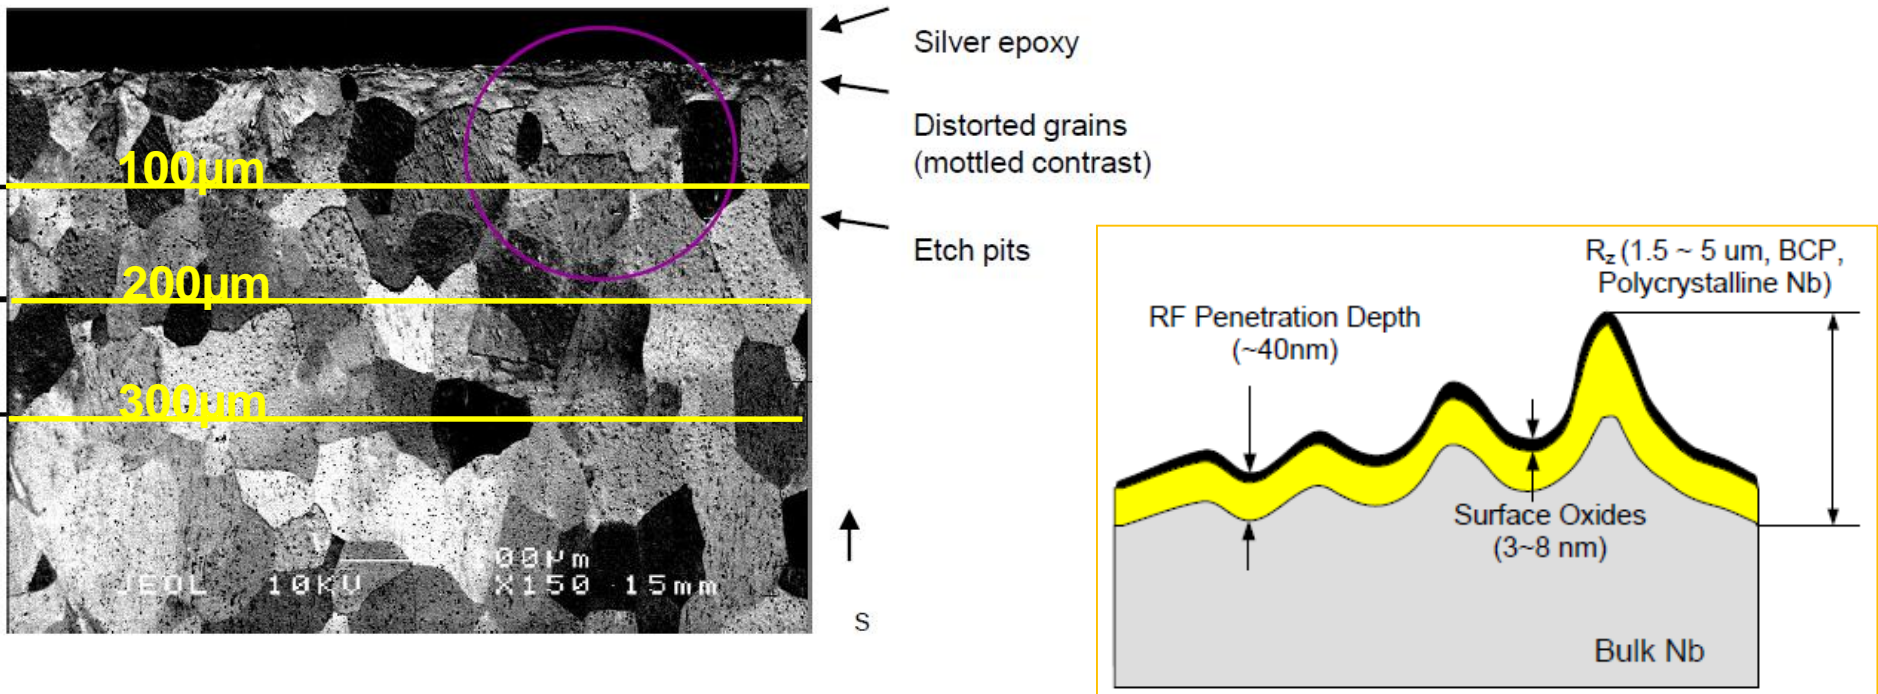 Silver epoxy
Distorted grains
(mottled contrast)
Etch pits
100µm
200µm
300µm
00µm
JEOL 10kV X150 15mm
S
Rz (1.5 ~ 5 um, BCP,
Polycrystalline Nb)
RF Penetration Depth
(~40nm)
Surface Oxides
(3~8 nm)
Bulk Nb